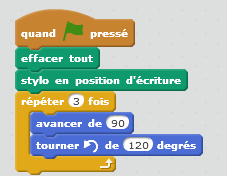 quand pressé
effacer tout
stylo en position d'écriture
répéter 3 fois
avancer de 90
tourner de 120 degrés